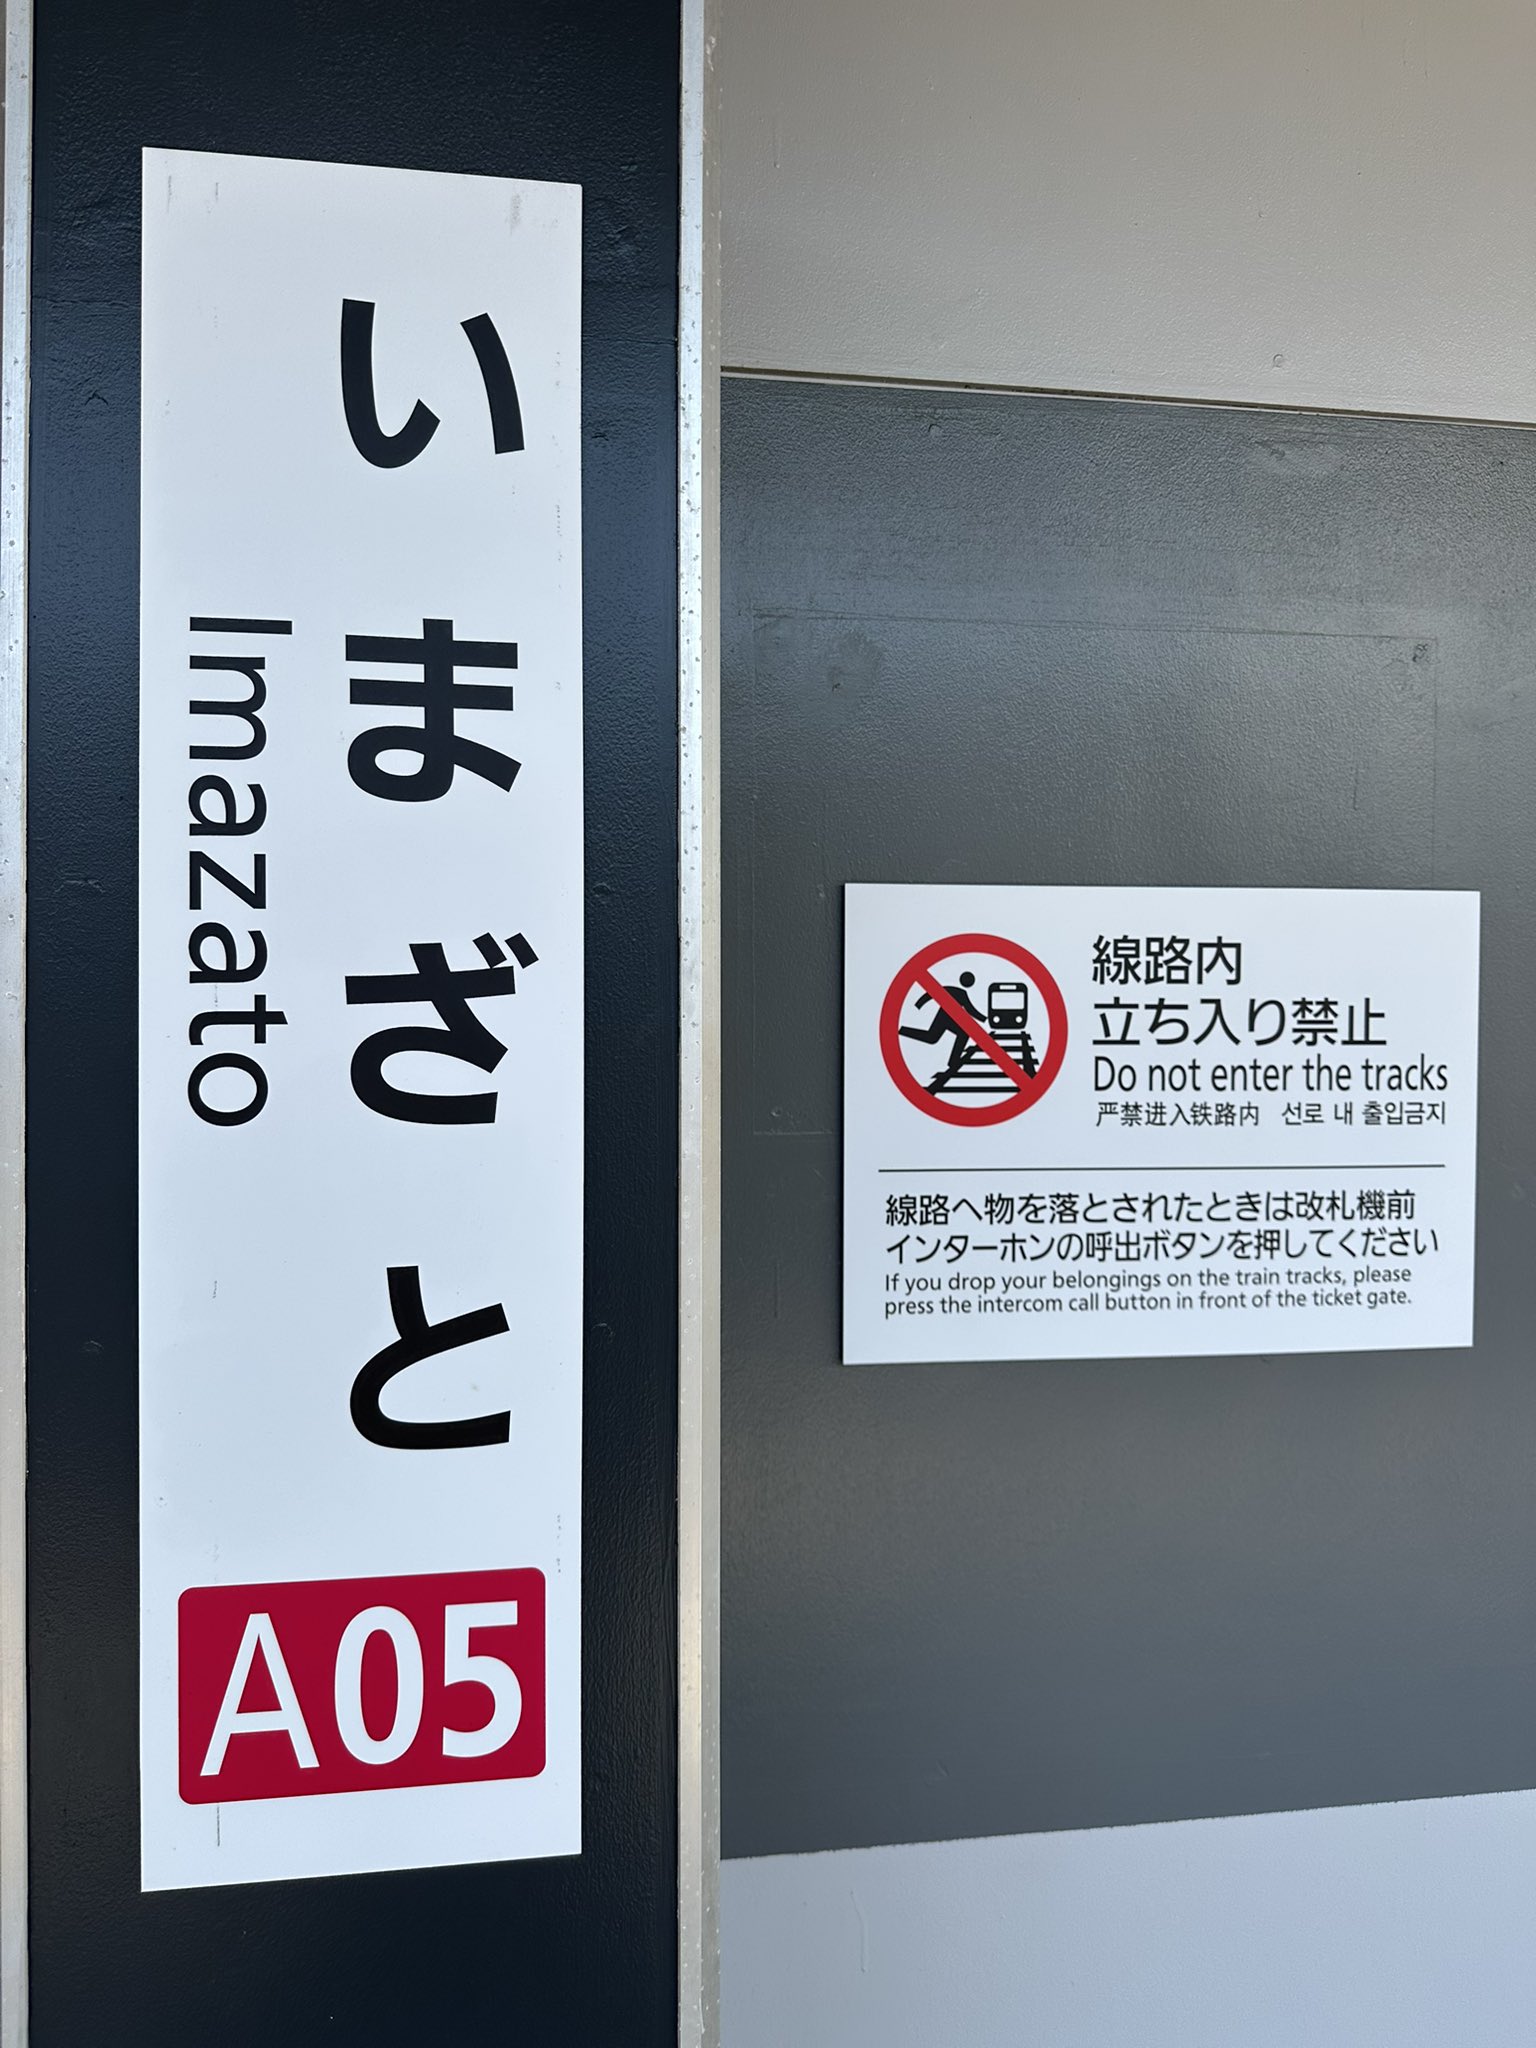 いまざと
Imazato
A05
線路内
立ち入り禁止
Do not enter the tracks
严禁进入铁路内 선로 내 출입금지
線路へ物を落とされたときは改札機前
インターホンの呼出ボタンを押してください
If you drop your belongings on the train tracks, please
press the intercom call button in front of the ticket gate.